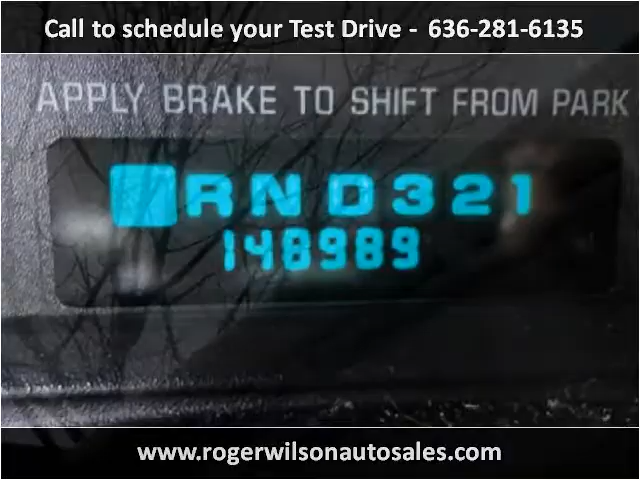 Call to schedule your Test Drive - 636-281-6135
APPLY BRAKE TO SHIFT FROM PARK
RND321
148989
www.rogerwilsonautosales.com